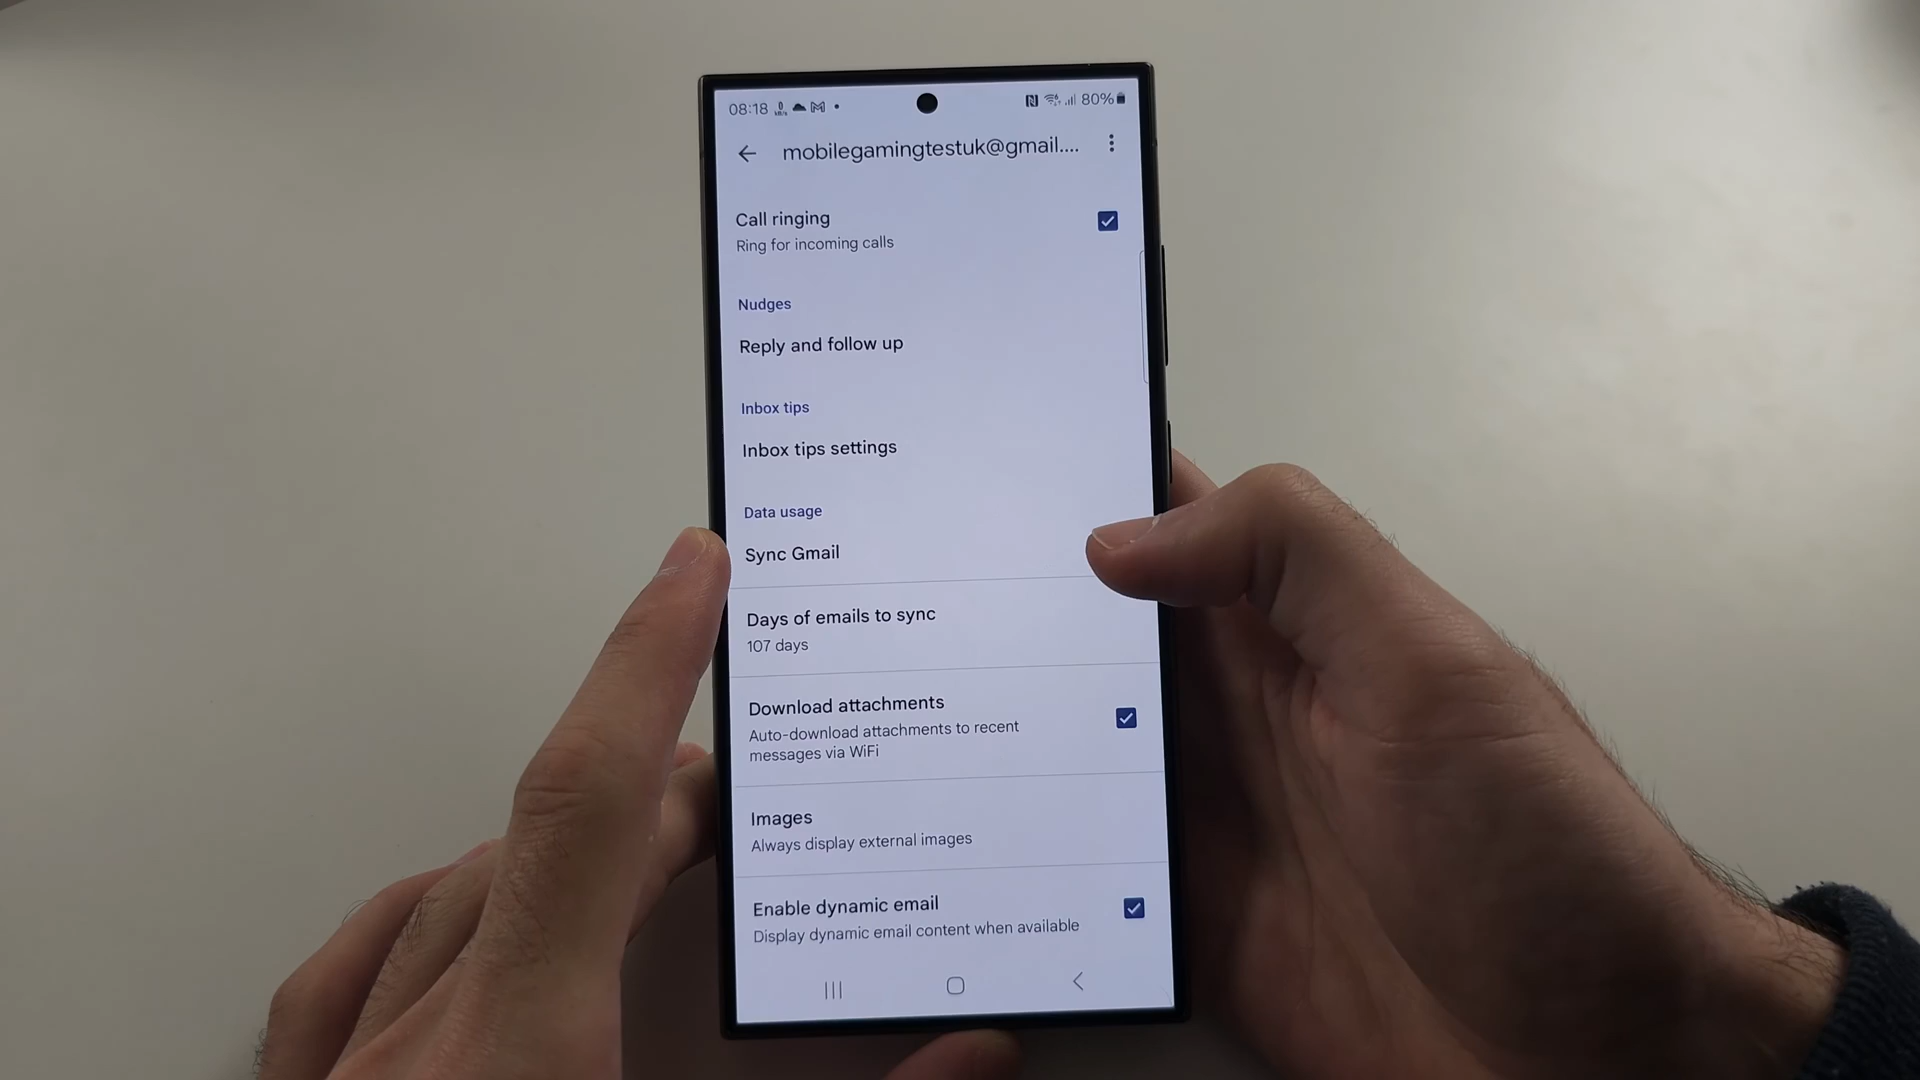 08:18 80%
mobilegamingtestuk@gmail....
Call ringing
Ring for incoming calls
Nudges
Reply and follow up
Inbox tips
Inbox tips settings
Data usage
Sync Gmail
Days of emails to sync
107 days
Download attachments
Auto-download attachments to recent
messages via WiFi
Images
Always display external images
Enable dynamic email
Display dynamic email content when available